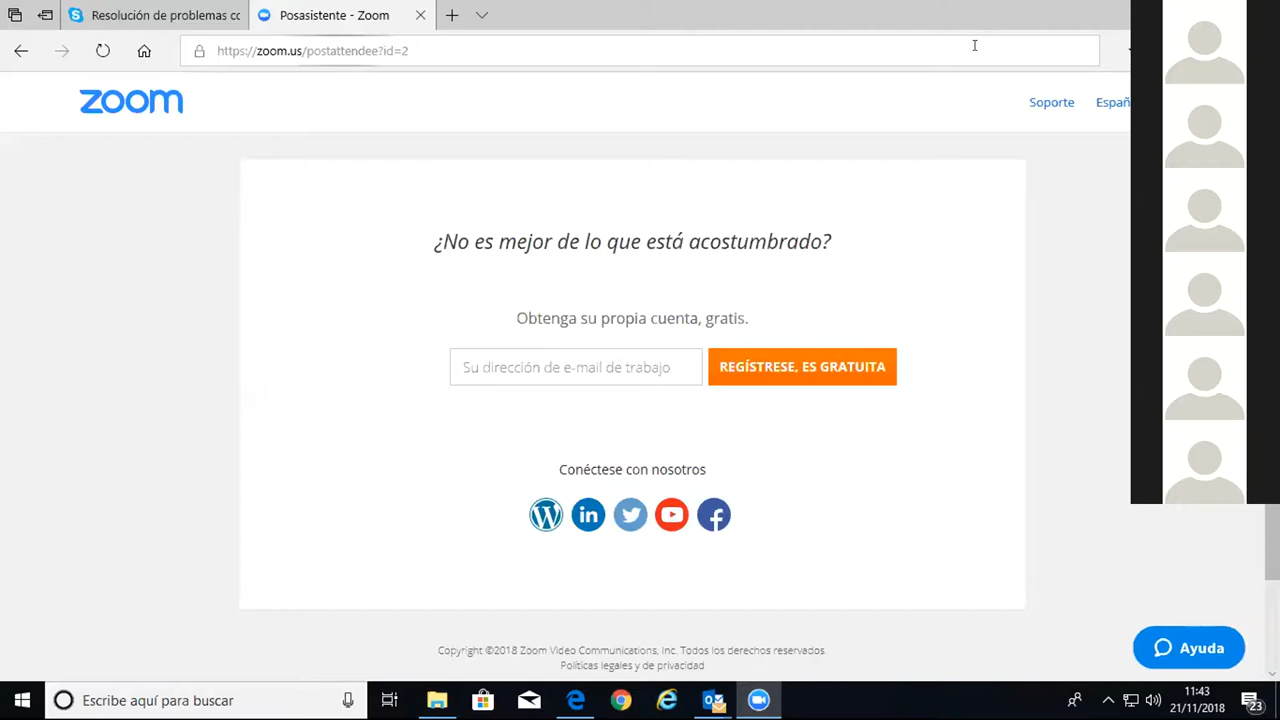 Resolución de problemas co
Posasistente - Zoom
https://zoom.us/postattendee?id=2
zoom
Soporte
Españ
¿No es mejor de lo que está acostumbrado?
Obtenga su propia cuenta, gratis.
Su dirección de e-mail de trabajo
REGÍSTRESE, ES GRATUITA
Conéctese con nosotros
Copyright ©2018 Zoom Video Communications, Inc. Todos los derechos reservados.
Políticas legales y de privacidad
Ayuda
Escribe aquí para buscar
11:43
21/11/2018
23